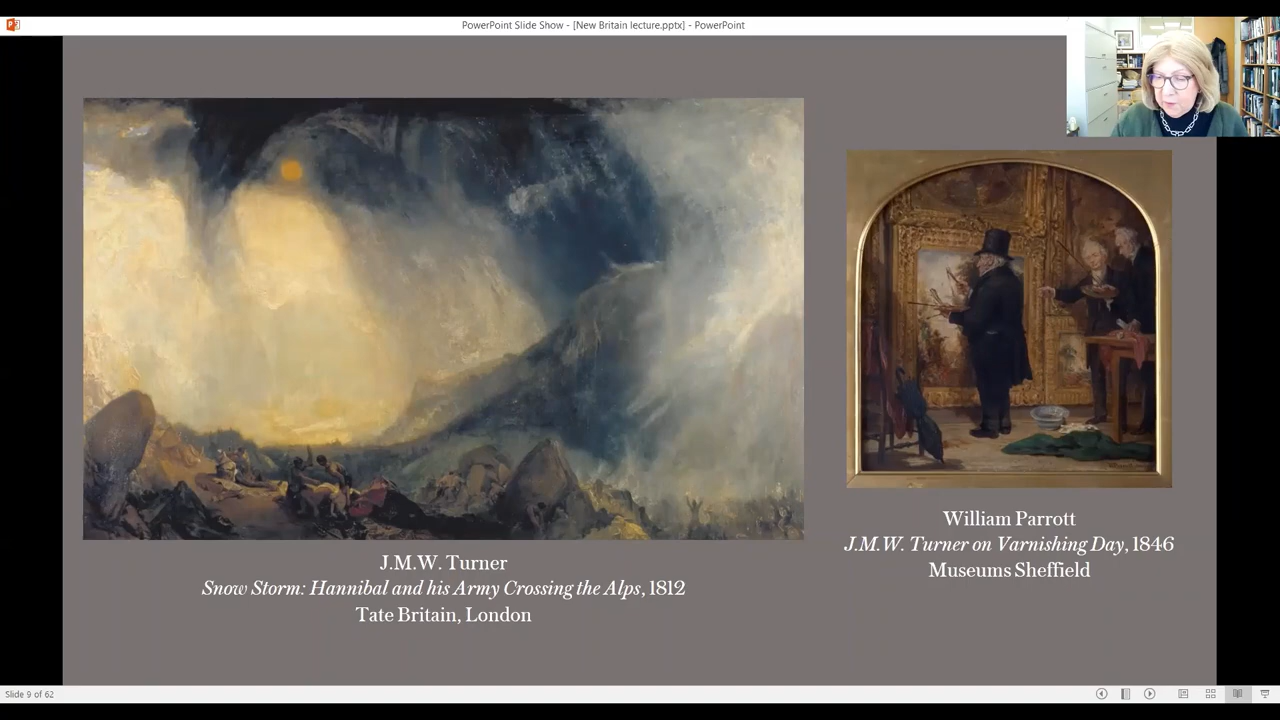 PowerPoint Slide Show - [New Britain lecture.pptx] - PowerPoint
J.M.W. Turner
Snow Storm: Hannibal and his Army Crossing the Alps, 1812
Tate Britain, London
William Parrott
J.M.W. Turner on Varnishing Day, 1846
Museums Sheffield
Slide 9 of 62